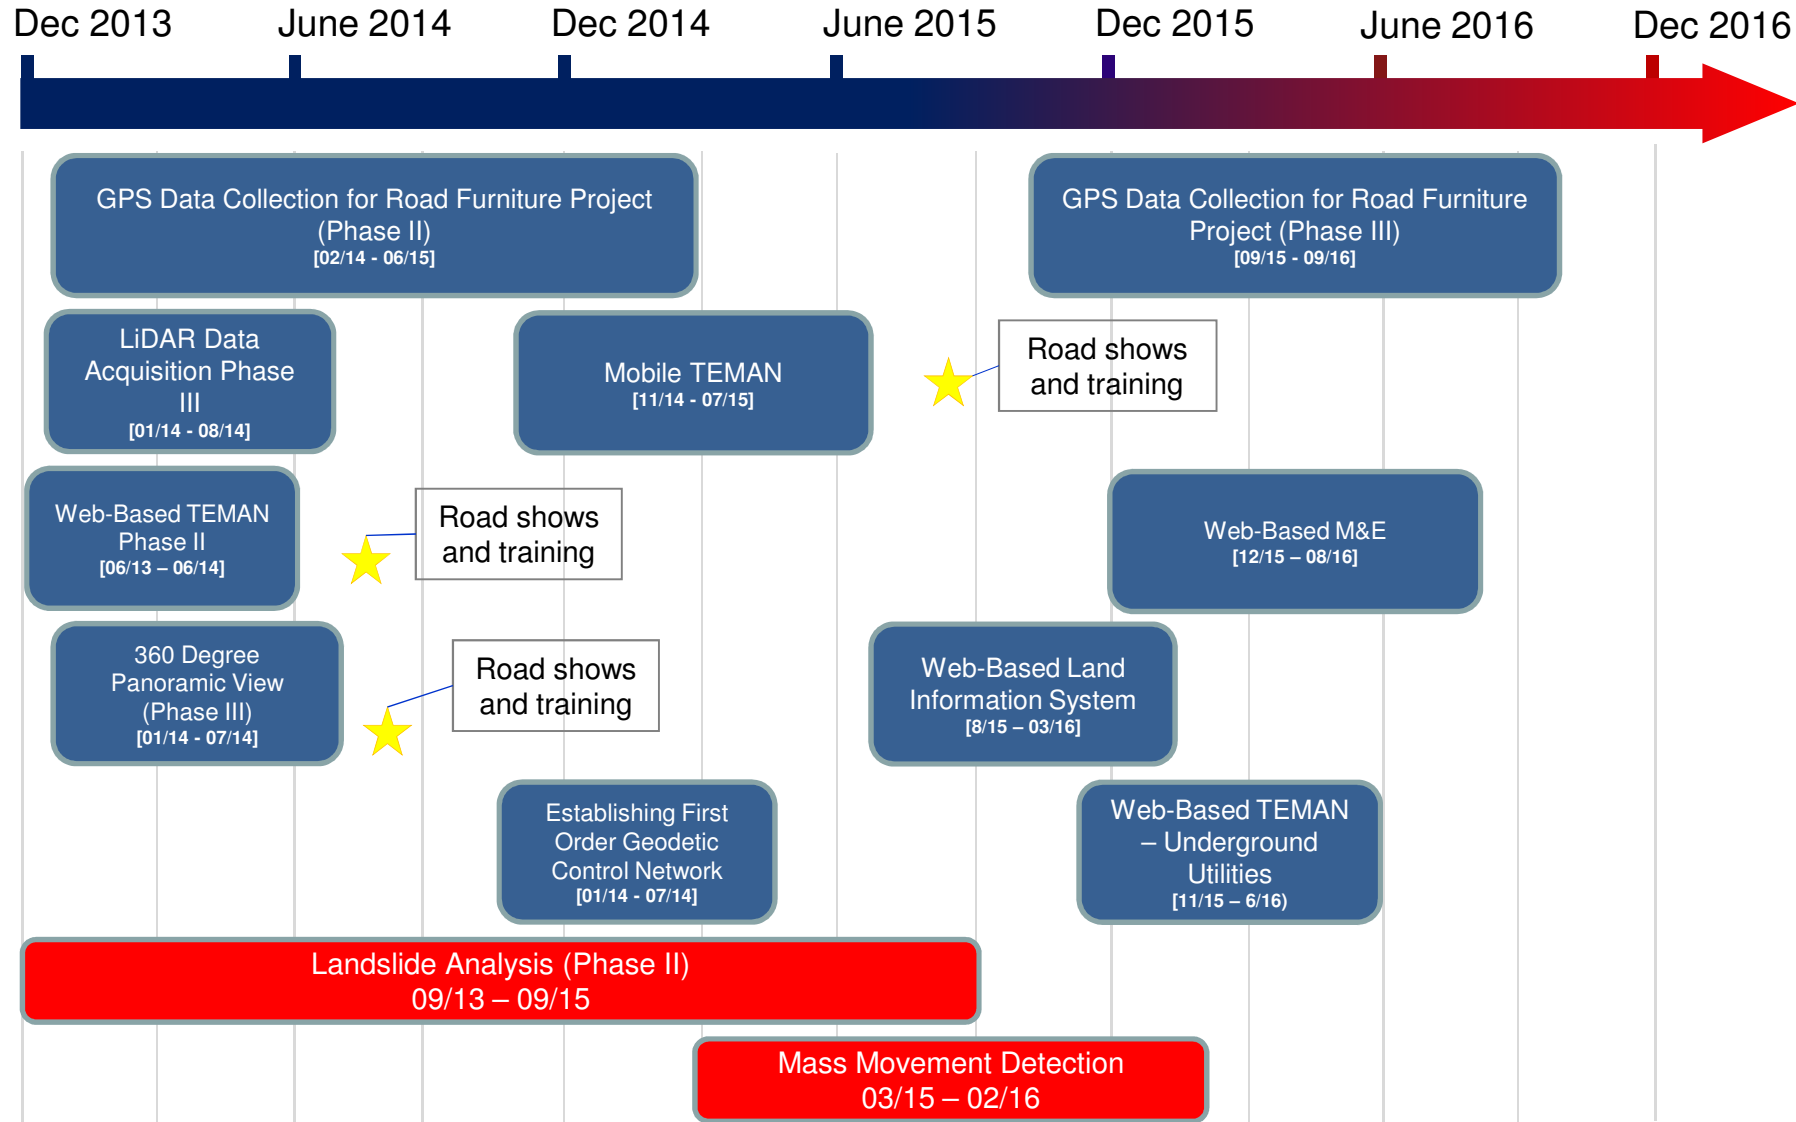 Dec 2013
June 2014
Dec 2014
June 2015
Dec 2015
June 2016
Dec 2016
GPS Data Collection for Road Furniture Project
(Phase II)
[02/14 - 06/15]
GPS Data Collection for Road Furniture
Project (Phase III)
[09/15 - 09/16]
LiDAR Data
Acquisition Phase
III
[01/14 - 08/14]
Mobile TEMAN
[11/14 - 07/15]
Road shows
and training
Web-Based TEMAN
Phase II
[06/13 – 06/14]
Road shows
and training
Web-Based M&E
[12/15 – 08/16]
360 Degree
Panoramic View
(Phase III)
[01/14 - 07/14]
Road shows
and training
Web-Based Land
Information System
[8/15 – 03/16]
Establishing First
Order Geodetic
Control Network
[01/14 - 07/14]
Web-Based TEMAN
– Underground
Utilities
[11/15 – 6/16)
Landslide Analysis (Phase II)
09/13 – 09/15
Mass Movement Detection
03/15 – 02/16